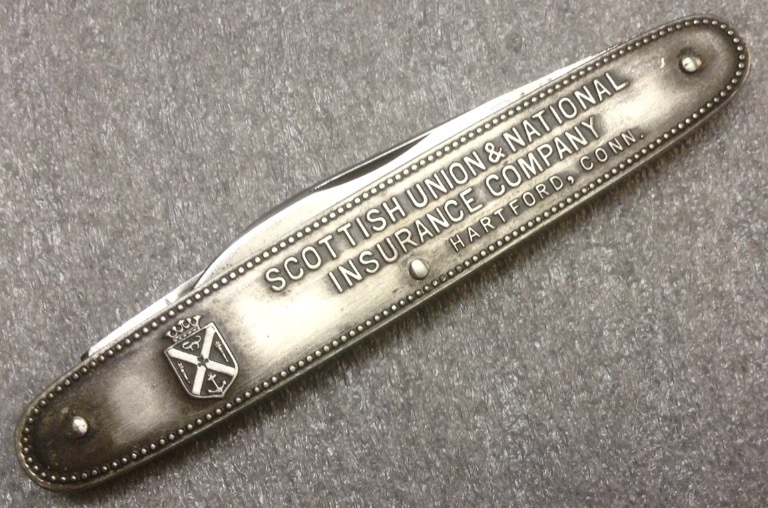 SCOTTISH UNION & NATIONAL
INSURANCE COMPANY
HARTFORD, CONN.